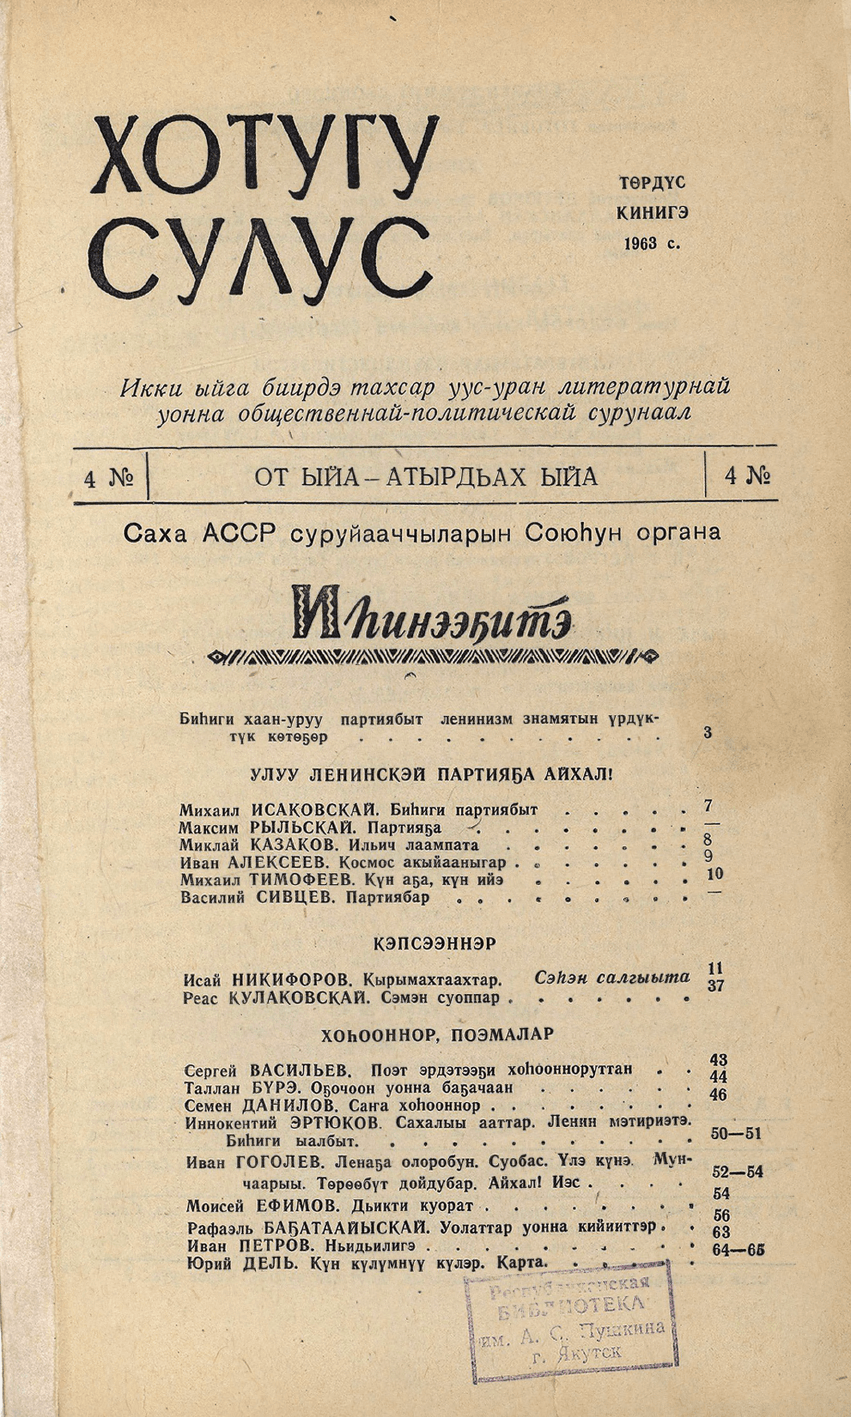 ХОТУГУ
СУЛУС
ТӨРДҮС
КИНИГЭ
1963 с.
Икки ыйга биирдэ тахсар уус-уран литературнай
уонна общественнай-политическай сурунаал
4 № ОТ ЫЙА – АТЫРДЬАХ ЫЙА 4 №
Саха АССР суруйааччыларын Союһун органа
Иһинээҕитэ
Биһиги хаан-уруу партиябыт ленинизм знамятын үрдүк-
түк көтөҕөр . . . . . . . . . . . 3
УЛУУ ЛЕНИНСКЭЙ ПАРТИЯҔА АЙХАЛ!
Михаил ИСАКОВСКАЙ. Биһиги партиябыт . . . . . 7
Максим РЫЛЬСКАЙ. Партияҕа . . . . . . . . —
Миклай КАЗАКОВ. Ильич лаампата . . . . . . . 8
Иван АЛЕКСЕЕВ. Космос акыйааныгар . . . . . . . 9
Михаил ТИМОФЕЕВ. Күн аҕа, күн ийэ . . . . . . 10
Василий СИВЦЕВ. Партиябар . . . . . . . . . —
КЭПСЭЭННЭР
Исай НИКИФОРОВ. Кырымахтаахтар. Сэһэн салгыыта 11
Реас КУЛАКОВСКАЙ. Сэмэн суоппар . . . . . . . 37
ХОҺООННОР, ПОЭМАЛАР
Сергей ВАСИЛЬЕВ. Поэт эрдэтээҕи хоһоонноруттан . . 43
Таллан БҮРЭ. Оҕочоон уонна баҕачаан . . . . . . 44
Семен ДАНИЛОВ. Саҥа хоһооннор . . . . . . . . 46
Иннокентий ЭРТЮКОВ. Сахалыы ааттар. Ленин мэтириэтэ.
Биһиги ыалбыт. . . . . . . . . . . . 50—51
Иван ГОГОЛЕВ. Ленаҕа олоробун. Суобас. Үлэ күнэ. Мун-
чаарыы. Төрөөбүт дойдубар. Айхал! Иэс . . . . 52—54
Моисей ЕФИМОВ. Дьикти куорат . . . . . . . . 54
Рафаэль БАҔАТААЙЫСКАЙ. Уолаттар уонна кийииттэр . . 56
Иван ПЕТРОВ. Ньидьилигэ . . . . . . . . . . 63
Юрий ДЕЛЬ. Күн күлүмнүү күлэр. Карта. . . . . . 64—65
Республиканская
БИБЛИОТЕКА
им. А. С. Пушкина
г. Якутск